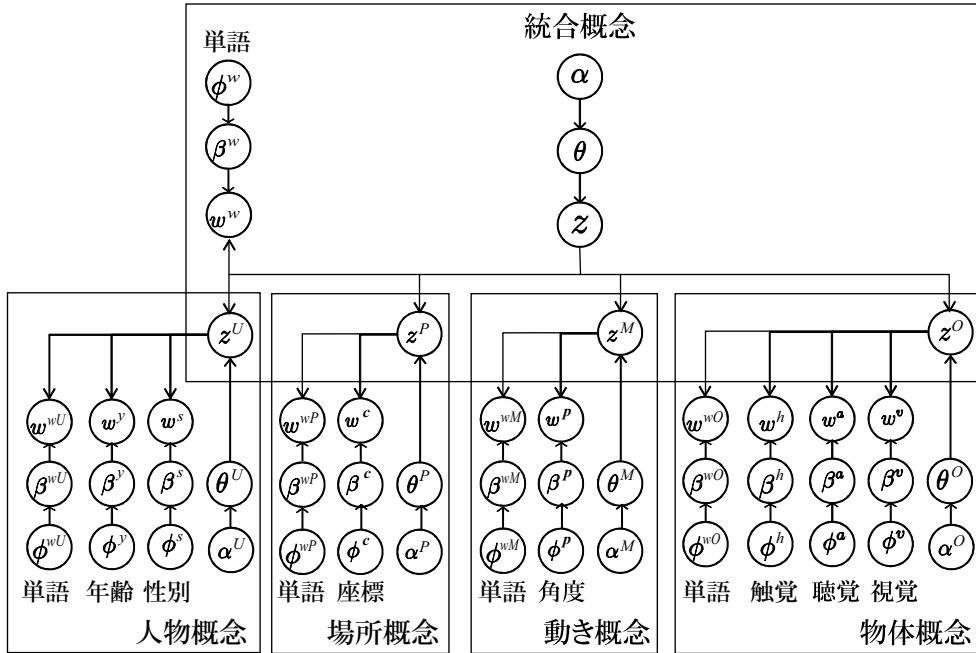 統合概念
単語
α
ϕ^w
θ
β^w
z
w^w
z^U
z^P
z^M
z^O
w^{wU} w^y w^s
w^{wP} w^c
w^{wM} w^p
w^{wO} w^h w^a w^v
β^{wU} β^y β^s θ^U
β^{wP} β^c θ^P
β^{wM} β^p θ^M
β^{wO} β^h β^a β^v θ^O
ϕ^{wU} ϕ^y ϕ^s α^U
ϕ^{wP} ϕ^c α^P
ϕ^{wM} ϕ^p α^M
ϕ^{wO} ϕ^h ϕ^a ϕ^v α^O
単語 年齢 性別
単語 座標
単語 角度
単語 触覚 聴覚 視覚
人物概念
場所概念
動き概念
物体概念